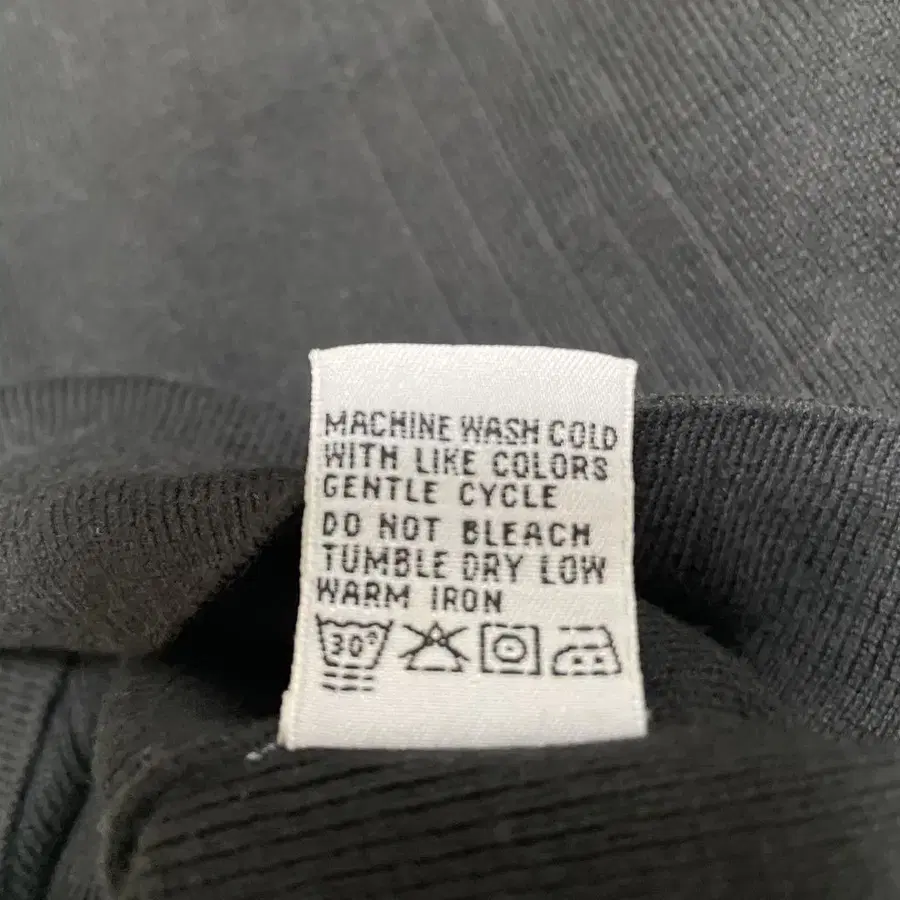 MACHINE WASH COLD
WITH LIKE COLORS
GENTLE CYCLE
DO NOT BLEACH
TUMBLE DRY LOW
WARM IRON
30°